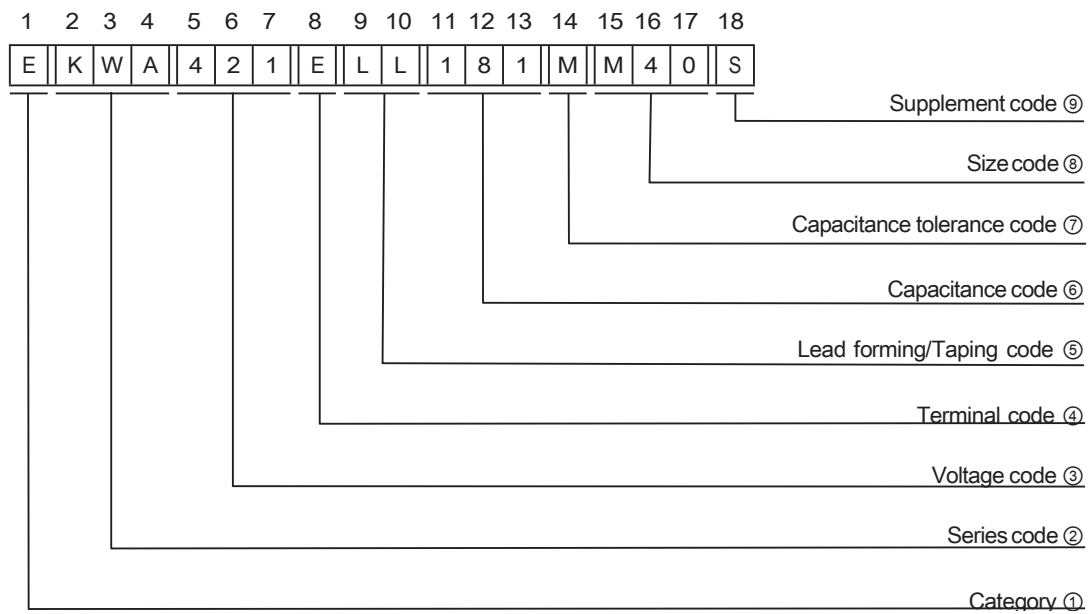 1 2 3 4 5 6 7 8 9 10 11 12 13 14 15 16 17 18
E K W A 4 2 1 E L L 1 8 1 M M 4 0 S
Supplement code ⑨
Size code ⑧
Capacitance tolerance code ⑦
Capacitance code ⑥
Lead forming/Taping code ⑤
Terminal code ④
Voltage code ③
Series code ②
Category ①